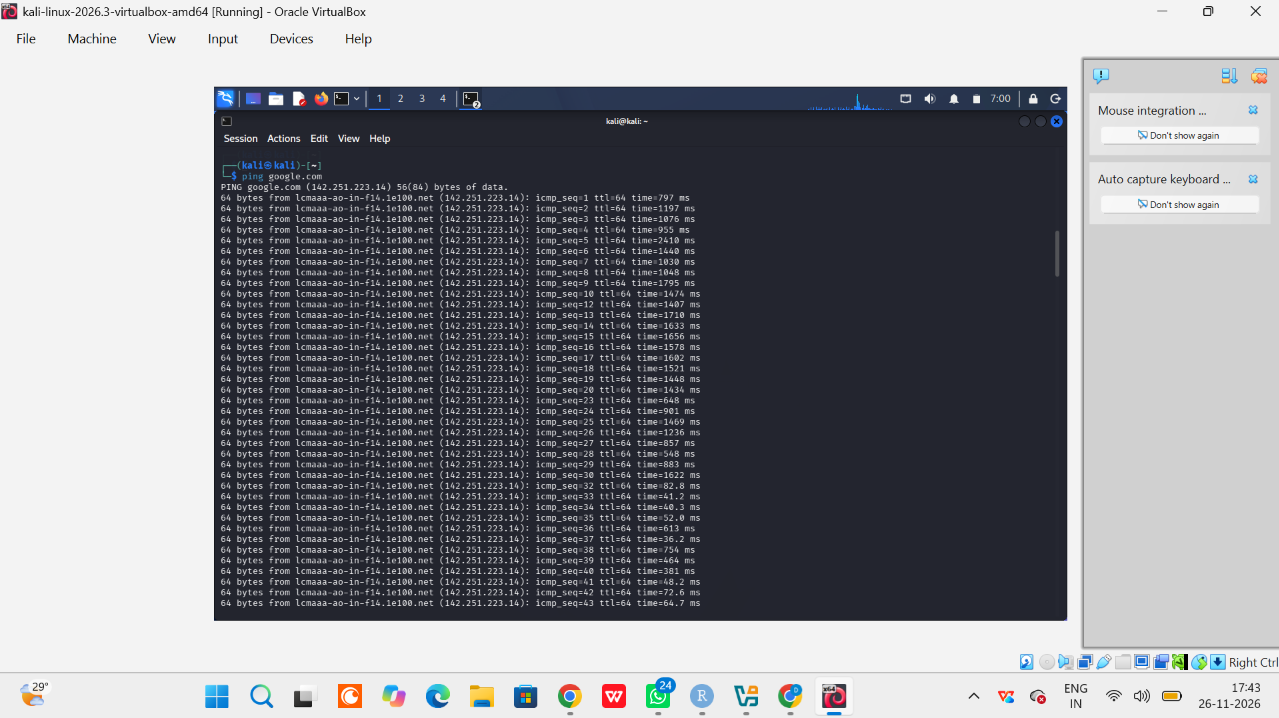 kali-linux-2026.3-virtualbox-amd64 [Running] - Oracle VirtualBox
File Machine View Input Devices Help
1 2 3 4 2 7:00
kali@kali: ~
Session Actions Edit View Help
┌──(kali㉿kali)-[~]
└─$ ping google.com
PING google.com (142.251.223.14) 56(84) bytes of data.
64 bytes from lcmaaa-ao-in-f14.1e100.net (142.251.223.14): icmp_seq=1 ttl=64 time=797 ms
64 bytes from lcmaaa-ao-in-f14.1e100.net (142.251.223.14): icmp_seq=2 ttl=64 time=1197 ms
64 bytes from lcmaaa-ao-in-f14.1e100.net (142.251.223.14): icmp_seq=3 ttl=64 time=1076 ms
64 bytes from lcmaaa-ao-in-f14.1e100.net (142.251.223.14): icmp_seq=4 ttl=64 time=955 ms
64 bytes from lcmaaa-ao-in-f14.1e100.net (142.251.223.14): icmp_seq=5 ttl=64 time=2410 ms
64 bytes from lcmaaa-ao-in-f14.1e100.net (142.251.223.14): icmp_seq=6 ttl=64 time=1440 ms
64 bytes from lcmaaa-ao-in-f14.1e100.net (142.251.223.14): icmp_seq=7 ttl=64 time=1030 ms
64 bytes from lcmaaa-ao-in-f14.1e100.net (142.251.223.14): icmp_seq=8 ttl=64 time=1048 ms
64 bytes from lcmaaa-ao-in-f14.1e100.net (142.251.223.14): icmp_seq=9 ttl=64 time=1795 ms
64 bytes from lcmaaa-ao-in-f14.1e100.net (142.251.223.14): icmp_seq=10 ttl=64 time=1474 ms
64 bytes from lcmaaa-ao-in-f14.1e100.net (142.251.223.14): icmp_seq=12 ttl=64 time=1407 ms
64 bytes from lcmaaa-ao-in-f14.1e100.net (142.251.223.14): icmp_seq=13 ttl=64 time=1710 ms
64 bytes from lcmaaa-ao-in-f14.1e100.net (142.251.223.14): icmp_seq=14 ttl=64 time=1633 ms
64 bytes from lcmaaa-ao-in-f14.1e100.net (142.251.223.14): icmp_seq=15 ttl=64 time=1656 ms
64 bytes from lcmaaa-ao-in-f14.1e100.net (142.251.223.14): icmp_seq=16 ttl=64 time=1578 ms
64 bytes from lcmaaa-ao-in-f14.1e100.net (142.251.223.14): icmp_seq=17 ttl=64 time=1602 ms
64 bytes from lcmaaa-ao-in-f14.1e100.net (142.251.223.14): icmp_seq=18 ttl=64 time=1521 ms
64 bytes from lcmaaa-ao-in-f14.1e100.net (142.251.223.14): icmp_seq=19 ttl=64 time=1448 ms
64 bytes from lcmaaa-ao-in-f14.1e100.net (142.251.223.14): icmp_seq=20 ttl=64 time=1434 ms
64 bytes from lcmaaa-ao-in-f14.1e100.net (142.251.223.14): icmp_seq=23 ttl=64 time=648 ms
64 bytes from lcmaaa-ao-in-f14.1e100.net (142.251.223.14): icmp_seq=24 ttl=64 time=901 ms
64 bytes from lcmaaa-ao-in-f14.1e100.net (142.251.223.14): icmp_seq=25 ttl=64 time=1469 ms
64 bytes from lcmaaa-ao-in-f14.1e100.net (142.251.223.14): icmp_seq=26 ttl=64 time=1236 ms
64 bytes from lcmaaa-ao-in-f14.1e100.net (142.251.223.14): icmp_seq=27 ttl=64 time=857 ms
64 bytes from lcmaaa-ao-in-f14.1e100.net (142.251.223.14): icmp_seq=28 ttl=64 time=548 ms
64 bytes from lcmaaa-ao-in-f14.1e100.net (142.251.223.14): icmp_seq=29 ttl=64 time=883 ms
64 bytes from lcmaaa-ao-in-f14.1e100.net (142.251.223.14): icmp_seq=30 ttl=64 time=1622 ms
64 bytes from lcmaaa-ao-in-f14.1e100.net (142.251.223.14): icmp_seq=32 ttl=64 time=82.8 ms
64 bytes from lcmaaa-ao-in-f14.1e100.net (142.251.223.14): icmp_seq=33 ttl=64 time=41.2 ms
64 bytes from lcmaaa-ao-in-f14.1e100.net (142.251.223.14): icmp_seq=34 ttl=64 time=40.3 ms
64 bytes from lcmaaa-ao-in-f14.1e100.net (142.251.223.14): icmp_seq=35 ttl=64 time=52.0 ms
64 bytes from lcmaaa-ao-in-f14.1e100.net (142.251.223.14): icmp_seq=36 ttl=64 time=613 ms
64 bytes from lcmaaa-ao-in-f14.1e100.net (142.251.223.14): icmp_seq=37 ttl=64 time=36.2 ms
64 bytes from lcmaaa-ao-in-f14.1e100.net (142.251.223.14): icmp_seq=38 ttl=64 time=754 ms
64 bytes from lcmaaa-ao-in-f14.1e100.net (142.251.223.14): icmp_seq=39 ttl=64 time=464 ms
64 bytes from lcmaaa-ao-in-f14.1e100.net (142.251.223.14): icmp_seq=40 ttl=64 time=381 ms
64 bytes from lcmaaa-ao-in-f14.1e100.net (142.251.223.14): icmp_seq=41 ttl=64 time=48.2 ms
64 bytes from lcmaaa-ao-in-f14.1e100.net (142.251.223.14): icmp_seq=42 ttl=64 time=72.6 ms
64 bytes from lcmaaa-ao-in-f14.1e100.net (142.251.223.14): icmp_seq=43 ttl=64 time=64.7 ms
Mouse integration ...
Don't show again
Auto capture keyboard ...
Don't show again
Right Ctrl
29°
24
ENG
IN
17:43
26-11-2026